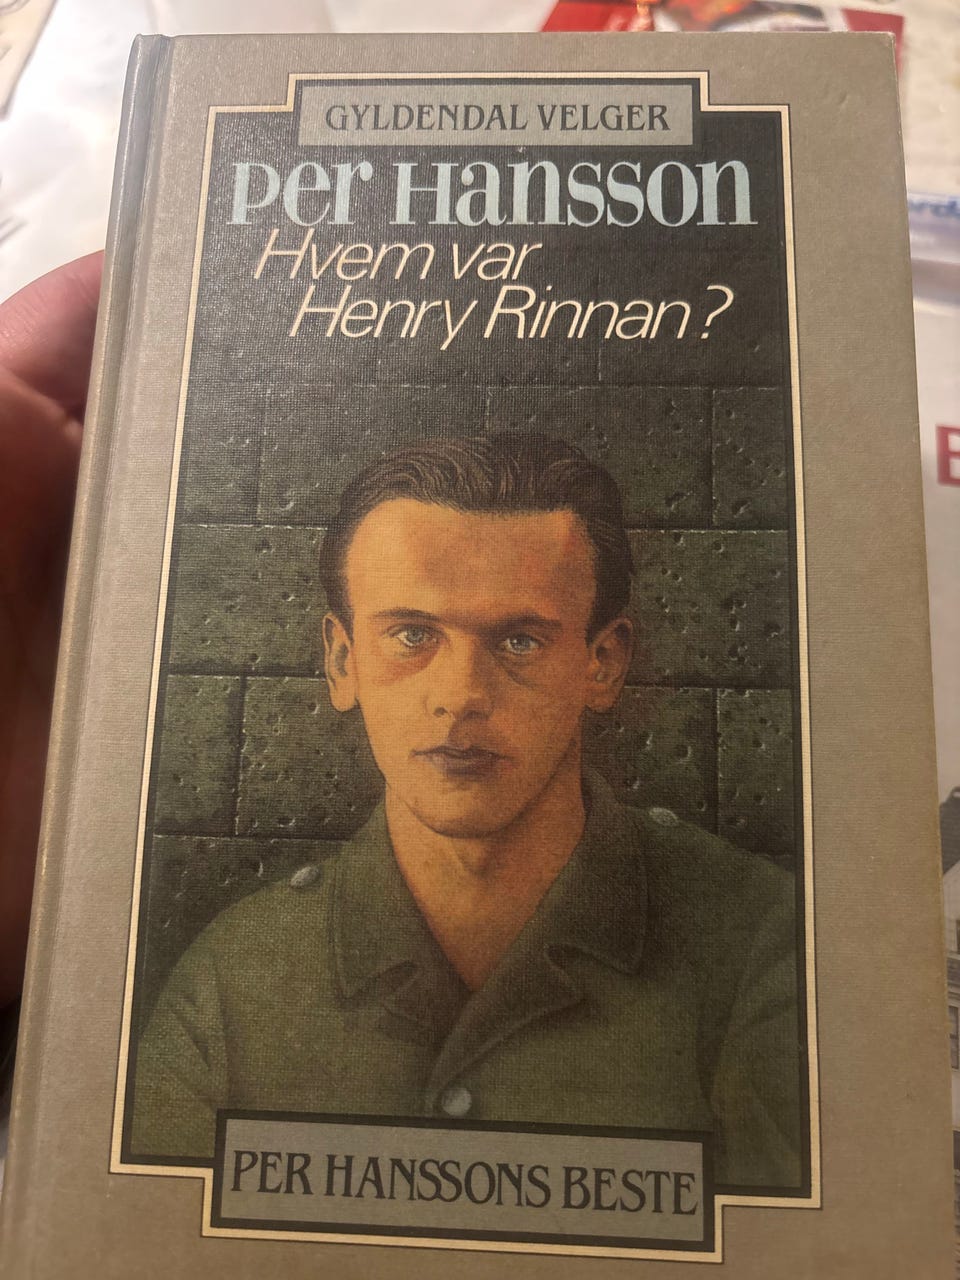 GYLDENDAL VELGER
Per Hansson
Hvem var
Henry Rinnan?
PER HANSSONS BESTE